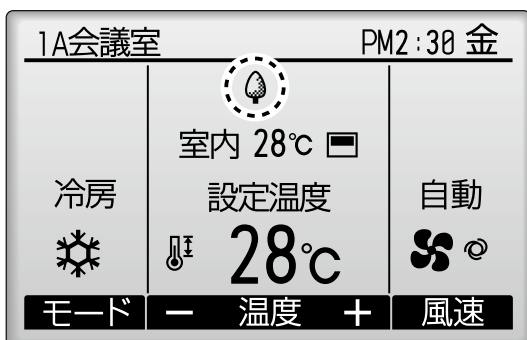 1A会議室 PM2:30 金
室内 28℃
冷房 設定温度 自動
28℃
モード − 温度 + 風速